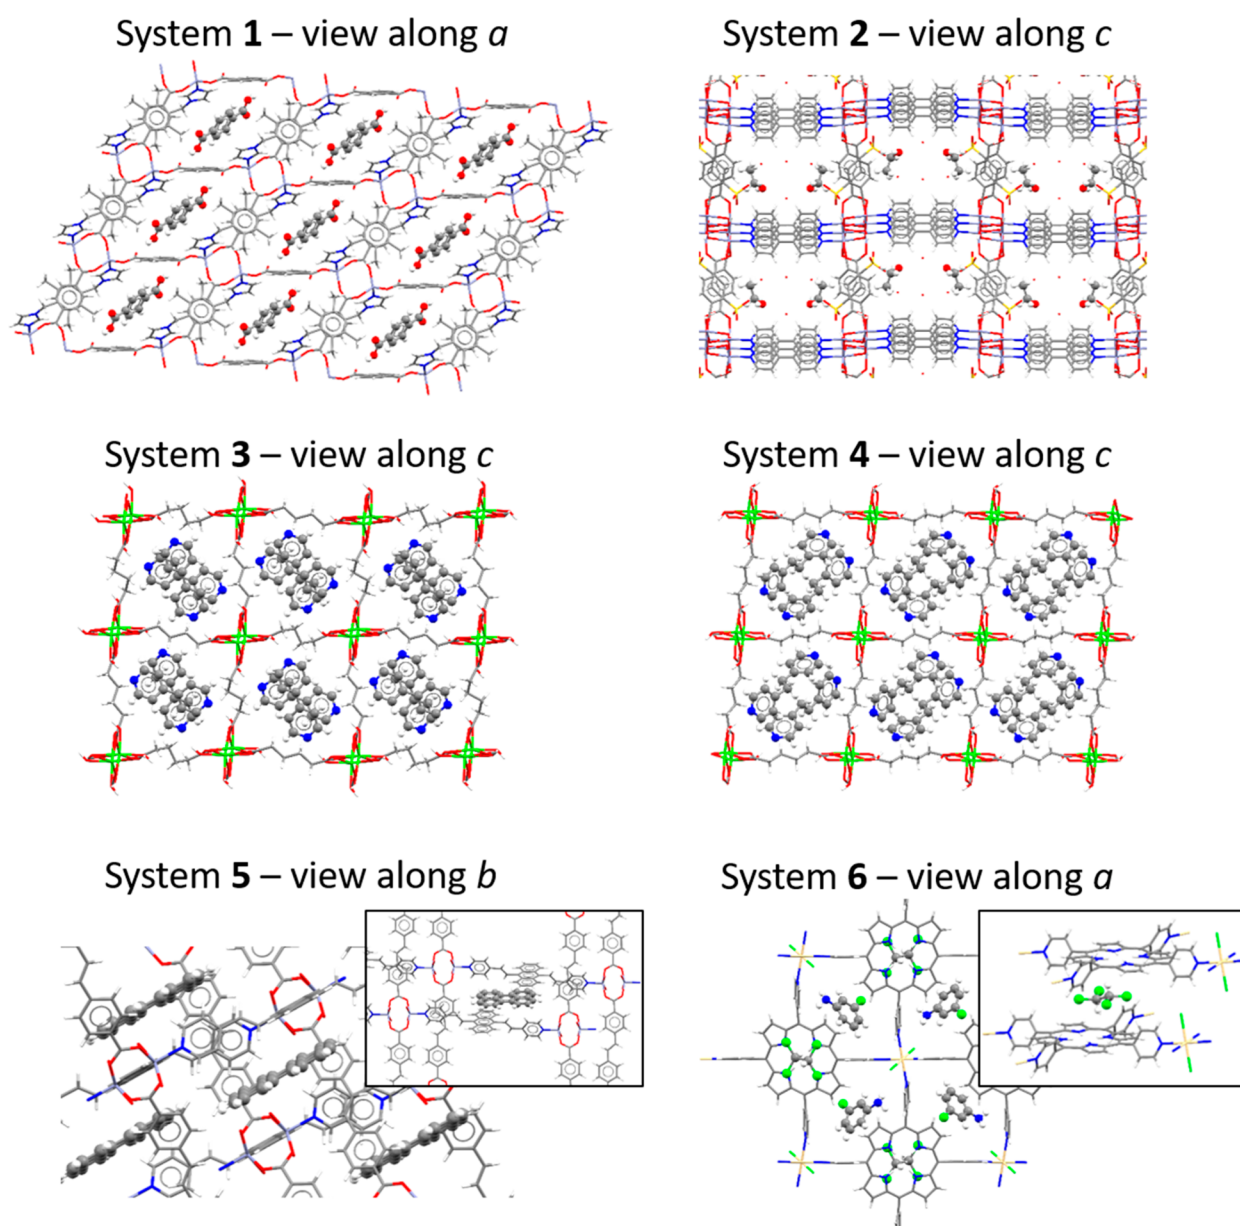 System 1 – view along a
System 2 – view along c
System 3 – view along c
System 4 – view along c
System 5 – view along b
System 6 – view along a